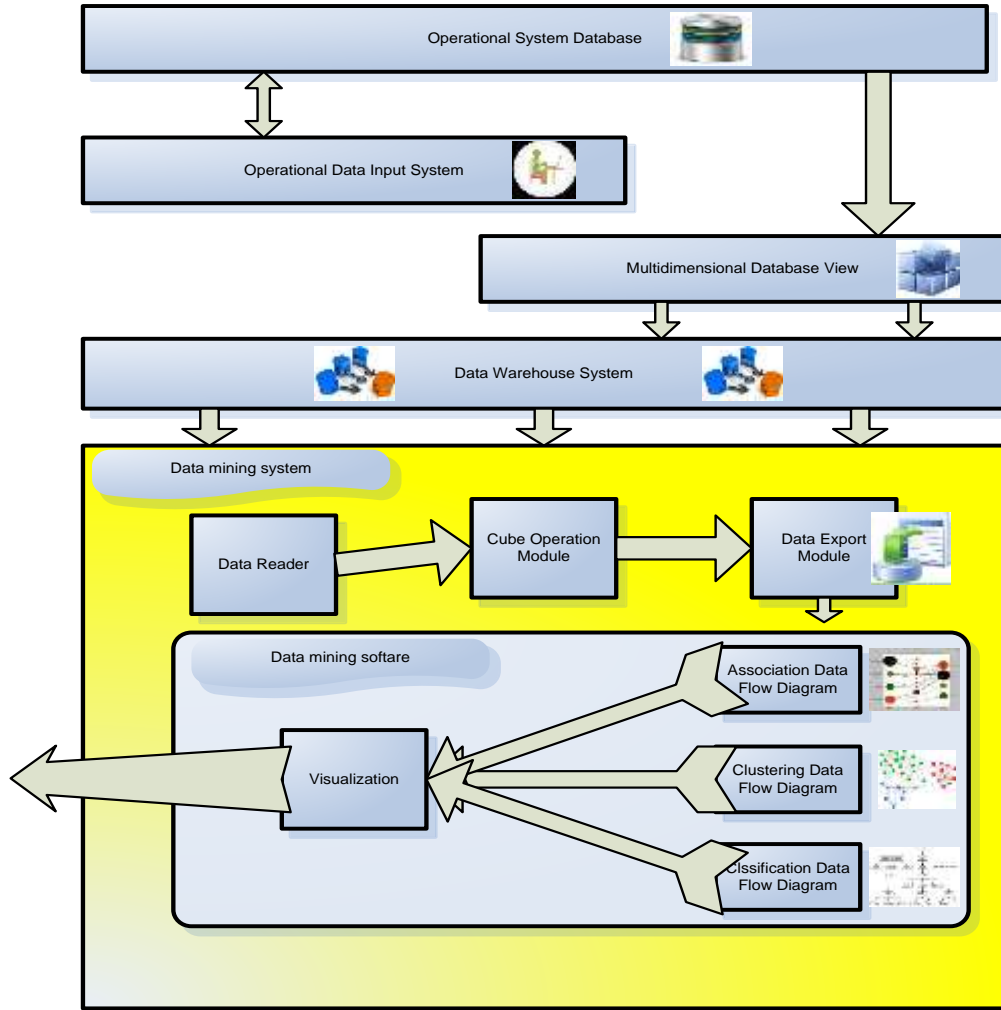 Operational System Database
Operational Data Input System
Multidimensional Database View
Data Warehouse System
Data mining system
Data Reader
Cube Operation
Module
Data Export
Module
Data mining softare
Association Data
Flow Diagram
Visualization
Clustering Data
Flow Diagram
Clssification Data
Flow Diagram